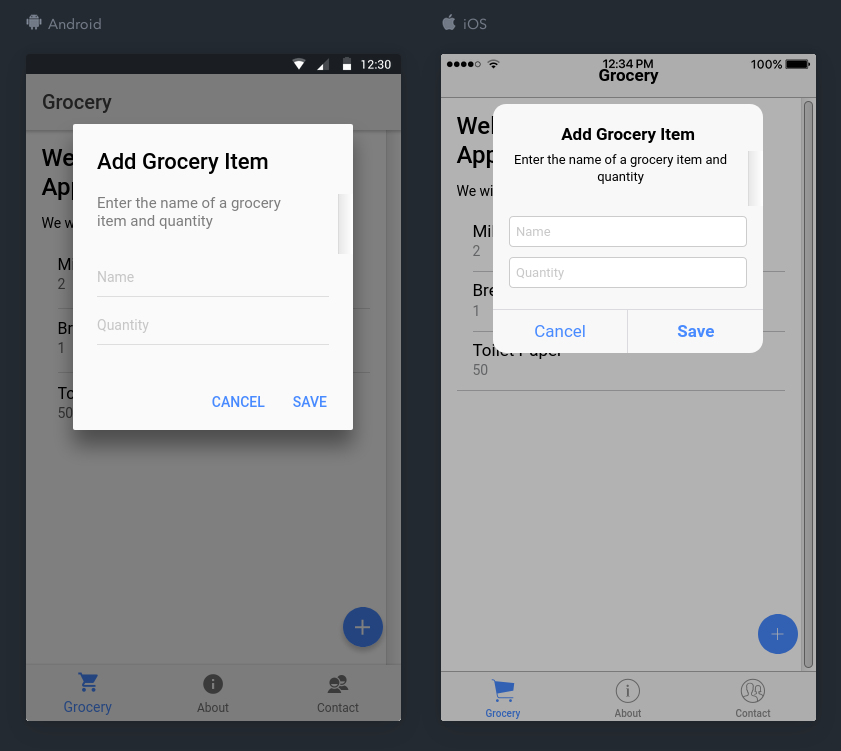 Android
12:30
Grocery
We
Ap
Add Grocery Item
Enter the name of a grocery
item and quantity
We w
Mi
2
Name
Br
1
Quantity
To
50
CANCEL SAVE
Grocery About Contact
iOS
12:34 PM 100%
Grocery
Wel
App
Add Grocery Item
Enter the name of a grocery item and
quantity
We wi
Mil
2
Name
Quantity
Bre
1
Cancel Save
Toilet Paper
50
Grocery About Contact